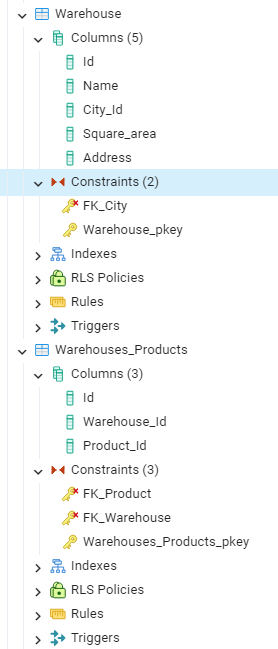 Warehouse
Columns (5)
Id
Name
City_Id
Square_area
Address
Constraints (2)
FK_City
Warehouse_pkey
Indexes
RLS Policies
Rules
Triggers
Warehouses_Products
Columns (3)
Id
Warehouse_Id
Product_Id
Constraints (3)
FK_Product
FK_Warehouse
Warehouses_Products_pkey
Indexes
RLS Policies
Rules
Triggers